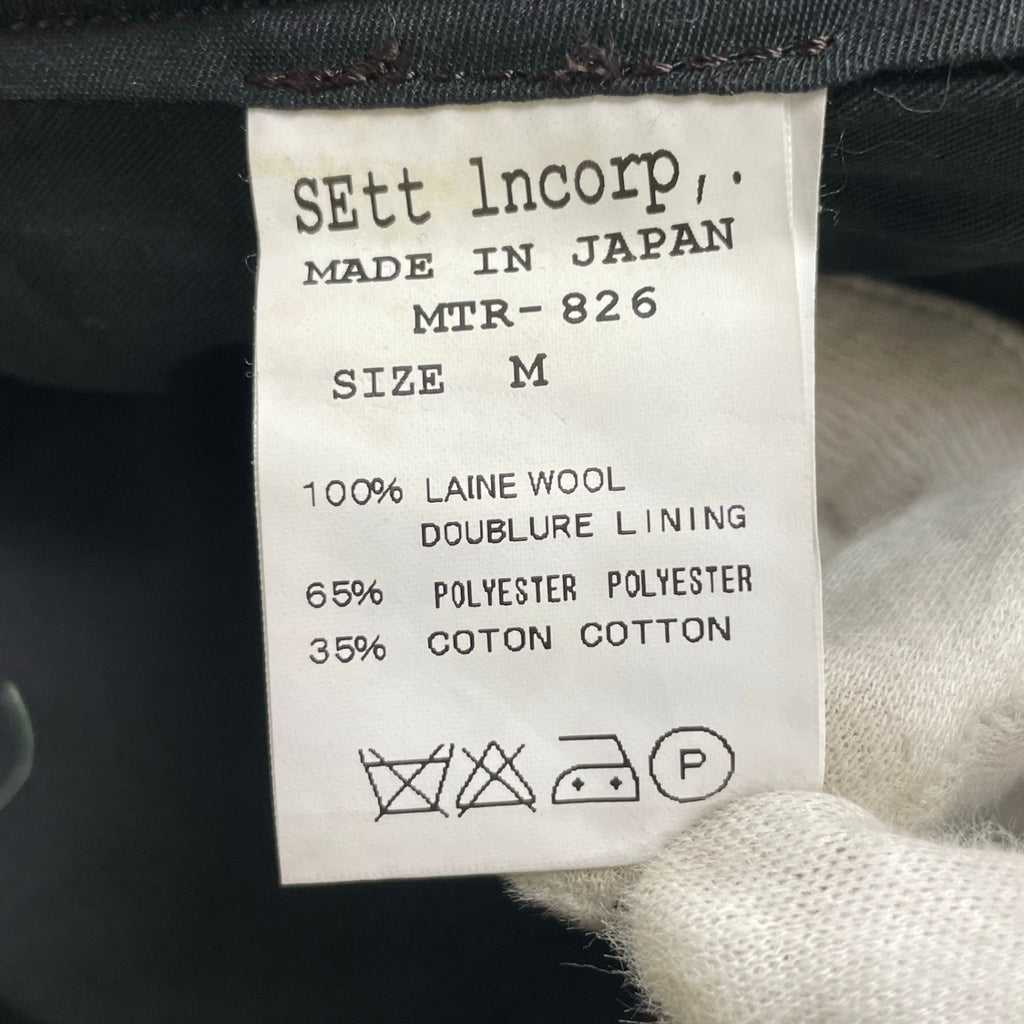 SEtt lncorp,.
MADE IN JAPAN
MTR-826
SIZE M
100% LAINE WOOL
DOUBLURE LINING
65% POLYESTER POLYESTER
35% COTON COTTON
P